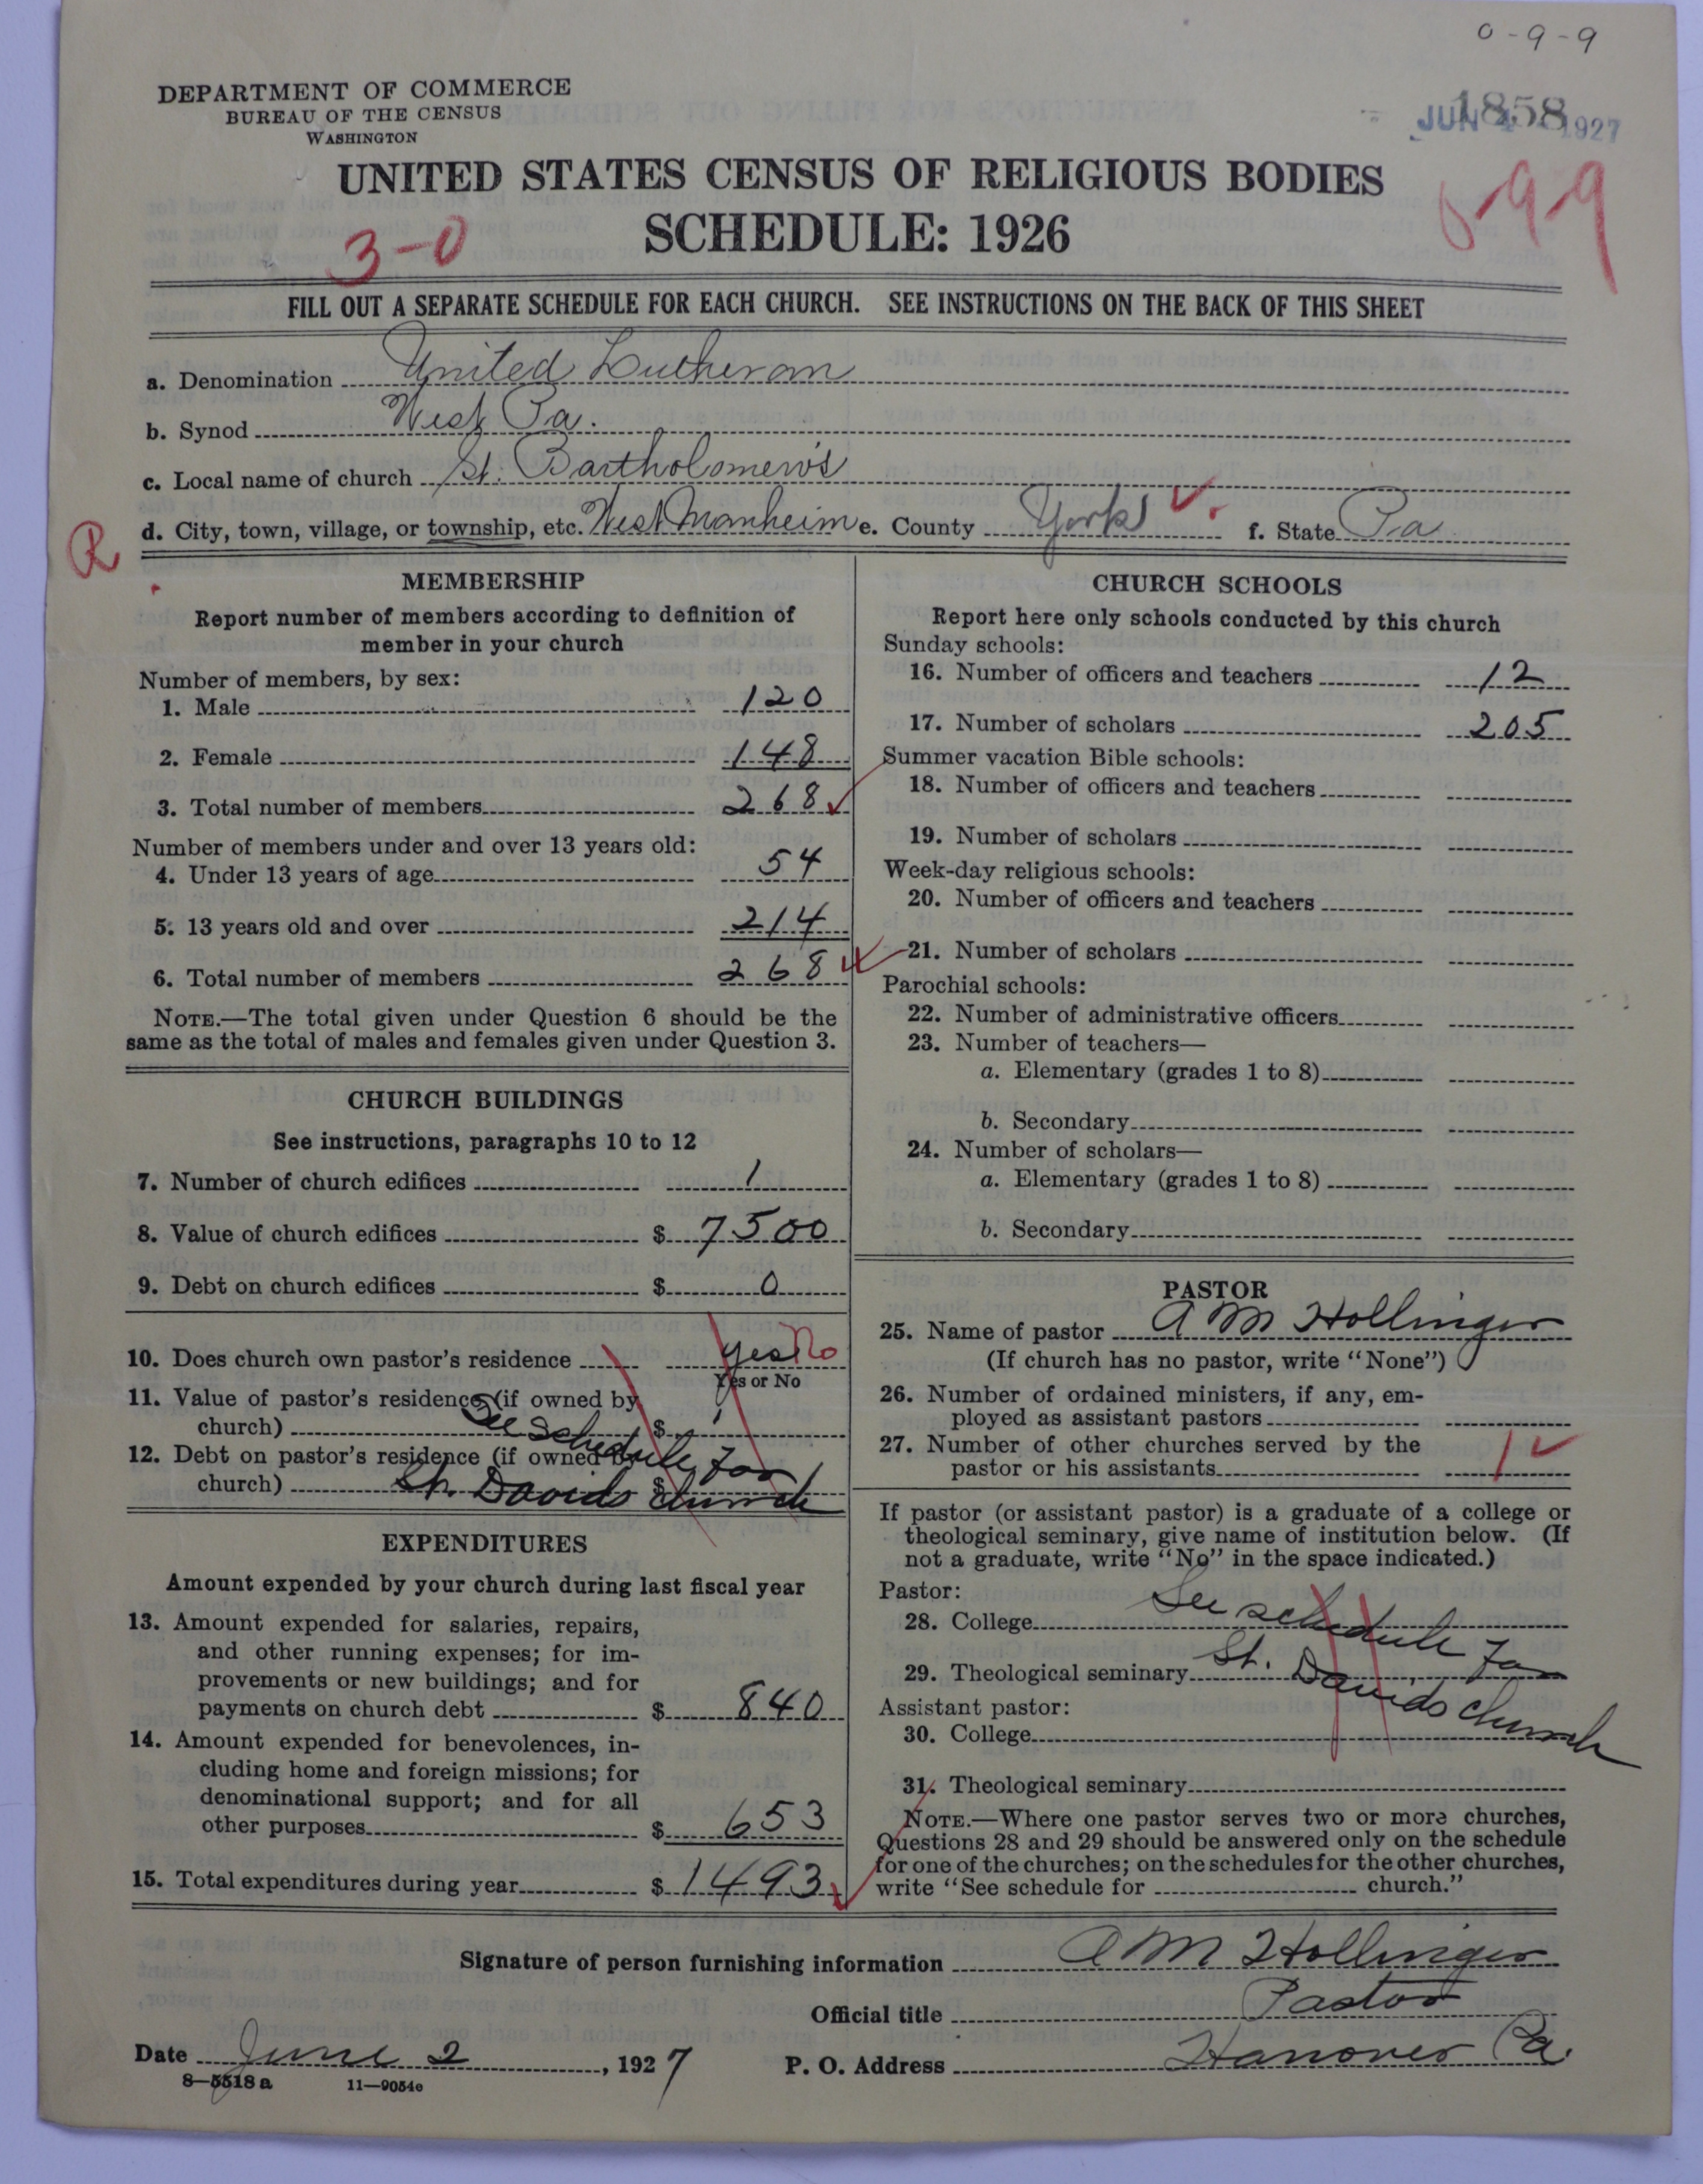 0-9-9
DEPARTMENT OF COMMERCE
BUREAU OF THE CENSUS
WASHINGTON
1858
JUN 1927
UNITED STATES CENSUS OF RELIGIOUS BODIES
SCHEDULE: 1926
3-0
0-9-9
FILL OUT A SEPARATE SCHEDULE FOR EACH CHURCH. SEE INSTRUCTIONS ON THE BACK OF THIS SHEET
a. Denomination United Lutheran
b. Synod West Pa.
c. Local name of church St. Bartholomew's
d. City, town, village, or township, etc. West Manheim e. County York f. State Pa
R
MEMBERSHIP
Report number of members according to definition of
member in your church
Number of members, by sex:
1. Male 120
2. Female 148
3. Total number of members 268
Number of members under and over 13 years old:
4. Under 13 years of age 54
5. 13 years old and over 214
6. Total number of members 268
NOTE.—The total given under Question 6 should be the
same as the total of males and females given under Question 3.
CHURCH BUILDINGS
See instructions, paragraphs 10 to 12
7. Number of church edifices 1
8. Value of church edifices $ 7500
9. Debt on church edifices $ 0
10. Does church own pastor's residence yes No
Yes or No
11. Value of pastor's residence (if owned by
church) $
See Schedule for
12. Debt on pastor's residence (if owned by
church) $
St. Davids church
EXPENDITURES
Amount expended by your church during last fiscal year
13. Amount expended for salaries, repairs,
and other running expenses; for im-
provements or new buildings; and for
payments on church debt $ 840
14. Amount expended for benevolences, in-
cluding home and foreign missions; for
denominational support; and for all
other purposes $ 653
15. Total expenditures during year $ 1493
CHURCH SCHOOLS
Report here only schools conducted by this church
Sunday schools:
16. Number of officers and teachers 12
17. Number of scholars 205
Summer vacation Bible schools:
18. Number of officers and teachers
19. Number of scholars
Week-day religious schools:
20. Number of officers and teachers
21. Number of scholars
Parochial schools:
22. Number of administrative officers
23. Number of teachers—
a. Elementary (grades 1 to 8)
b. Secondary
24. Number of scholars—
a. Elementary (grades 1 to 8)
b. Secondary
PASTOR
25. Name of pastor A M Hollinger
(If church has no pastor, write "None")
26. Number of ordained ministers, if any, em-
ployed as assistant pastors
27. Number of other churches served by the
pastor or his assistants 1
If pastor (or assistant pastor) is a graduate of a college or
theological seminary, give name of institution below. (If
not a graduate, write "No" in the space indicated.)
Pastor:
28. College See schedule for
29. Theological seminary St. Davids church
Assistant pastor:
30. College
31. Theological seminary
NOTE.—Where one pastor serves two or more churches,
Questions 28 and 29 should be answered only on the schedule
for one of the churches; on the schedules for the other churches,
write "See schedule for church."
Signature of person furnishing information A M Hollinger
Official title Pastor
Date June 2, 1927 P. O. Address Hanover Pa.
8—5518 a 11—9054e